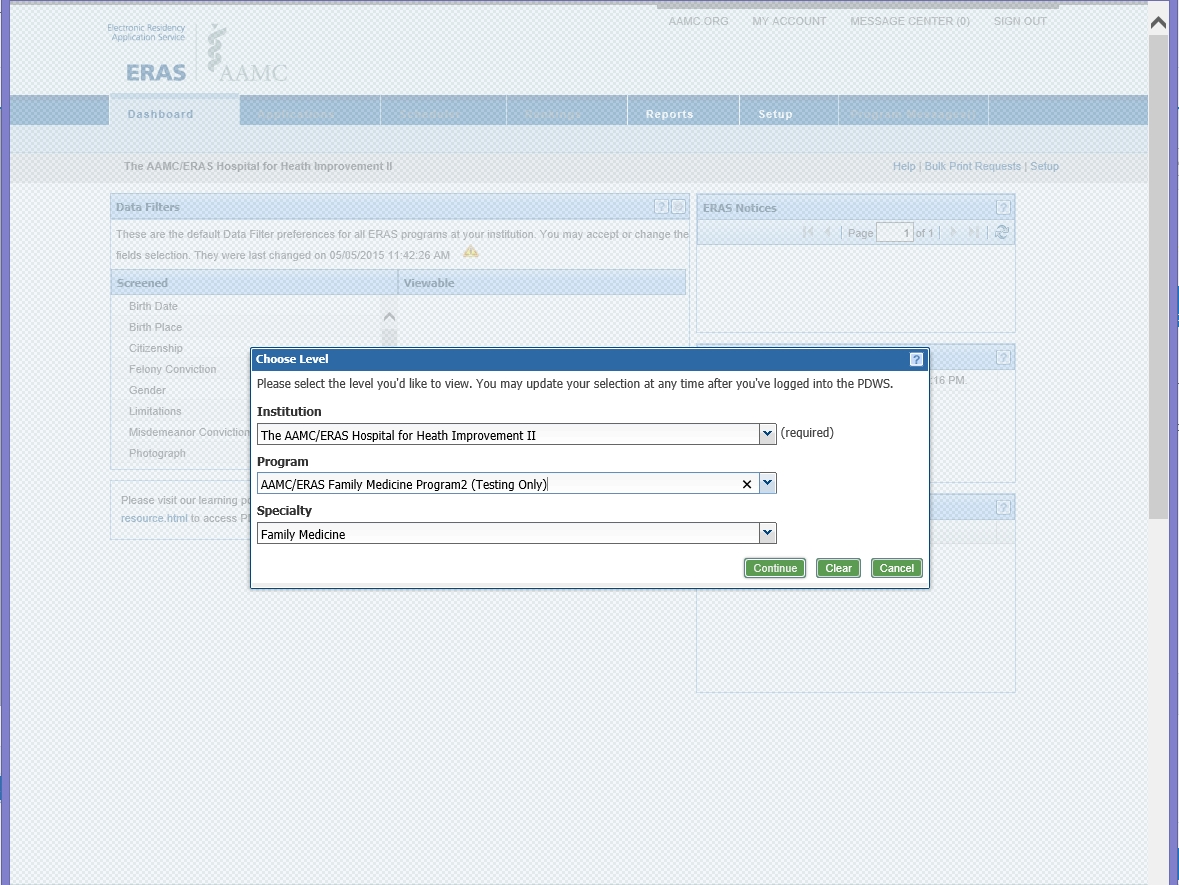 AAMC.ORG MY ACCOUNT MESSAGE CENTER (0) SIGN OUT
Electronic Residency
Application Service
ERAS AAMC
Dashboard Reports Setup
The AAMC/ERAS Hospital for Heath Improvement II Help | Bulk Print Requests | Setup
Data Filters ?
These are the default Data Filter preferences for all ERAS programs at your institution. You may accept or change the
fields selection. They were last changed on 05/05/2015 11:42:26 AM
Screened Viewable
Birth Date
Birth Place
Citizenship
Felony Conviction
Gender
Limitations
Misdemeanor Conviction
Photograph
Please visit our learning
resource.html to access
ERAS Notices ?
Page 1 of 1
?
:16 PM.
?
Choose Level ?
Please select the level you'd like to view. You may update your selection at any time after you've logged into the PDWS.
Institution
The AAMC/ERAS Hospital for Heath Improvement II (required)
Program
AAMC/ERAS Family Medicine Program2 (Testing Only)
Specialty
Family Medicine
Continue Clear Cancel